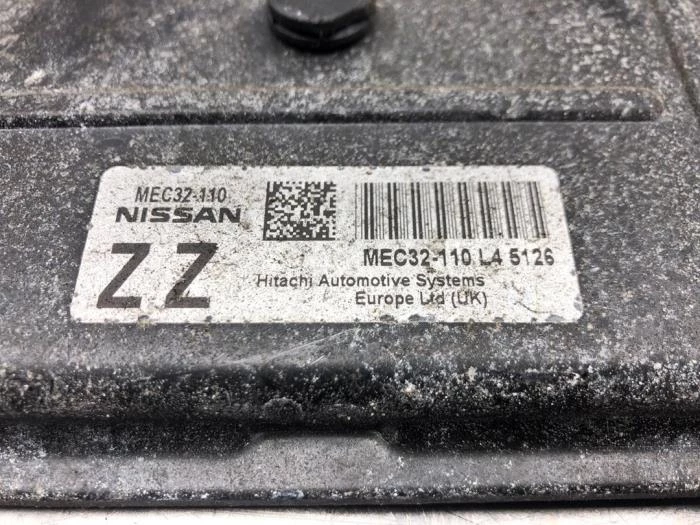 MEC32-110
NISSAN
ZZ
MEC32-110 L4 5126
Hitachi Automotive Systems
Europe Ltd (UK)